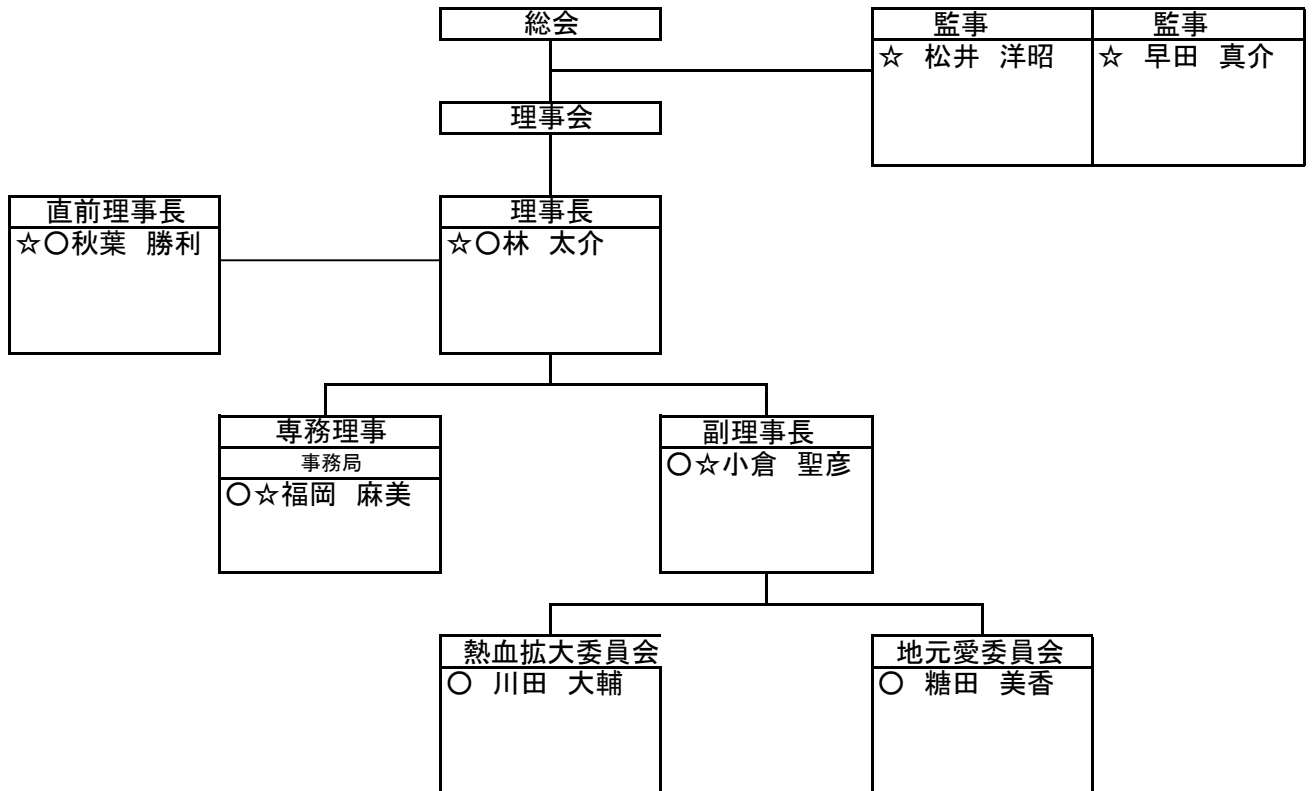 総会
監事
監事
☆　松井　洋昭
☆　早田　真介
理事会
直前理事長
☆〇秋葉　勝利
理事長
☆〇林　太介
専務理事
事務局
〇☆福岡　麻美
副理事長
〇☆小倉　聖彦
熱血拡大委員会
〇　川田　大輔
地元愛委員会
〇　糖田　美香